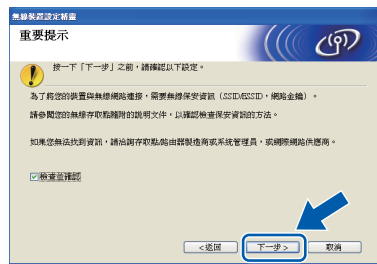 無線裝置設定精靈
重要提示
按一下「下一步」之前，請確認以下設定。
為了將您的裝置與無線網路連接，需要無線保安資訊（SSID/ESSID，網路金鑰）。
請參閱您的無線存取點隨附的說明文件，以確認檢查保安資訊的方法。
如果您無法找到資訊，請洽詢存取點/路由器製造商或系統管理員，或網際網路供應商。
檢查並確認
<返回 下一步> 取消